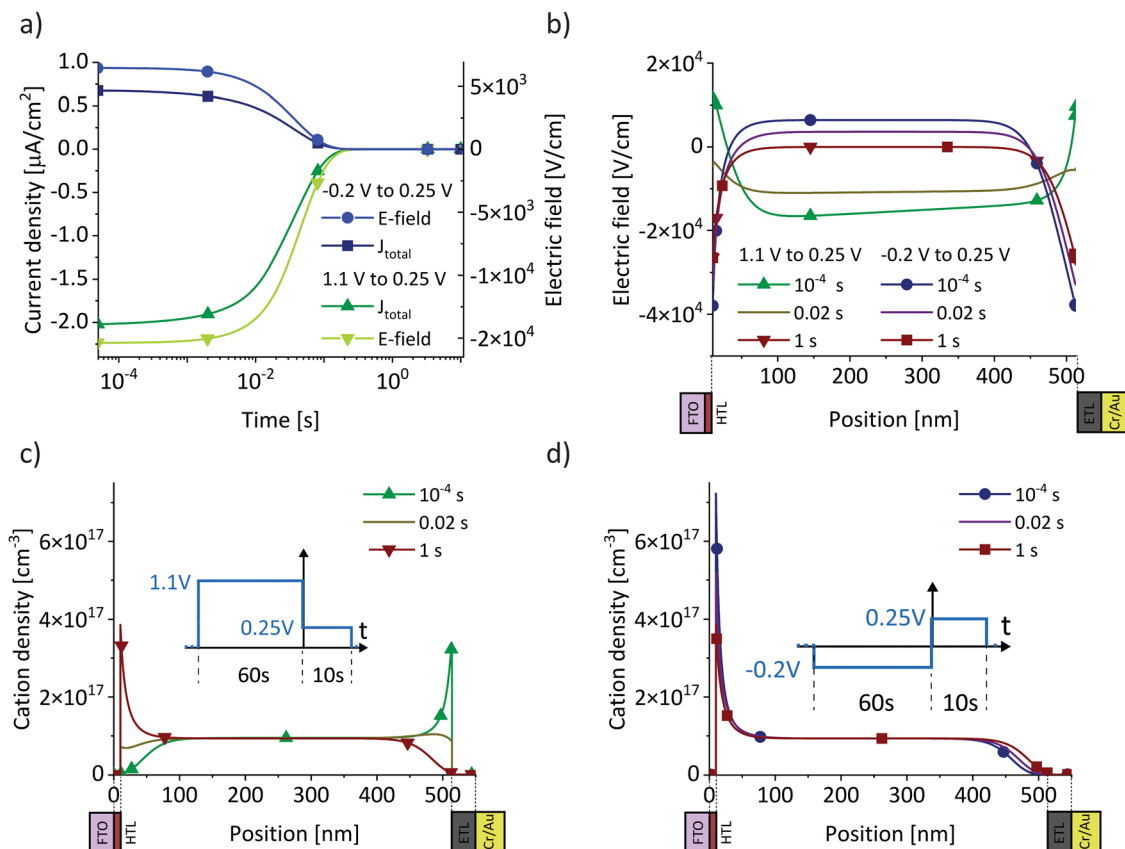 a)
Current density [µA/cm²]
1.0
0.5
0.0
-0.5
-1.0
-1.5
-2.0
10⁻⁴
10⁻²
10⁰
Time [s]
5×10³
0
-5×10³
-1×10⁴
-2×10⁴
Electric field [V/cm]
-0.2 V to 0.25 V
E-field
J_total
1.1 V to 0.25 V
J_total
E-field
b)
Electric field [V/cm]
2×10⁴
0
-2×10⁴
-4×10⁴
1.1 V to 0.25 V
10⁻⁴ s
0.02 s
1 s
-0.2 V to 0.25 V
10⁻⁴ s
0.02 s
1 s
100 200 300 400 500
Position [nm]
FTO
HTL
ETL
Cr/Au
c)
Cation density [cm⁻³]
6×10¹⁷
4×10¹⁷
2×10¹⁷
0
10⁻⁴ s
0.02 s
1 s
1.1V
0.25V
t
60s
10s
0 100 200 300 400 500
Position [nm]
FTO
HTL
ETL
Cr/Au
d)
Cation density [cm⁻³]
6×10¹⁷
4×10¹⁷
2×10¹⁷
0
10⁻⁴ s
0.02 s
1 s
0.25V
t
-0.2V
60s
10s
0 100 200 300 400 500
Position [nm]
FTO
HTL
ETL
Cr/Au